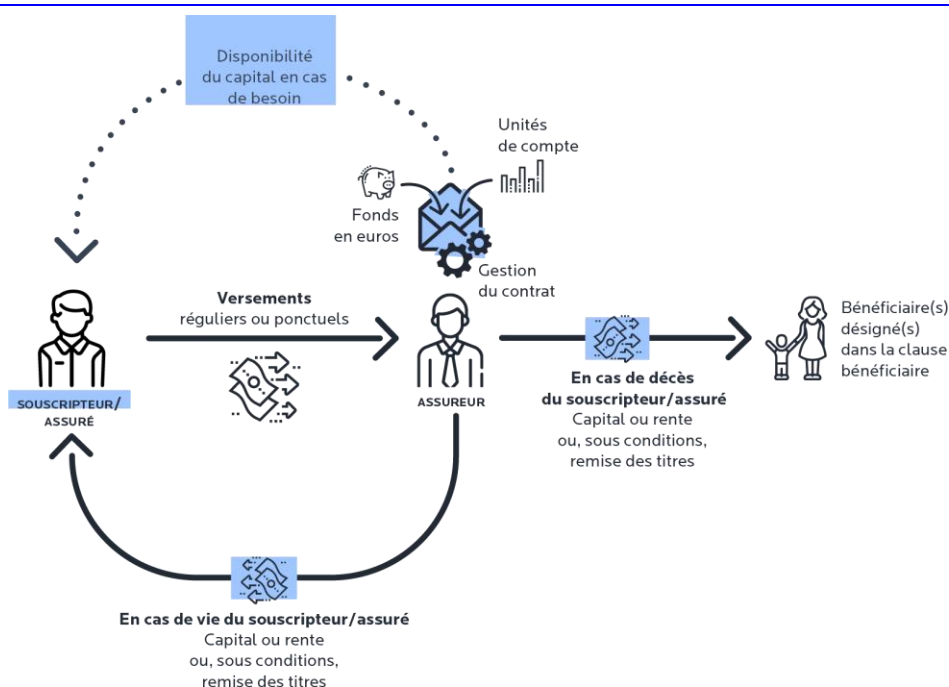 Disponibilité
du capital en cas
de besoin
Unités
de compte
Fonds
en euros
Gestion
du contrat
Versements
réguliers ou ponctuels
SOUSCRIPTEUR/
ASSURÉ
ASSUREUR
En cas de décès
du souscripteur/assuré
Capital ou rente
ou, sous conditions,
remise des titres
Bénéficiaire(s)
désigné(s)
dans la clause
bénéficiaire
En cas de vie du souscripteur/assuré
Capital ou rente
ou, sous conditions,
remise des titres